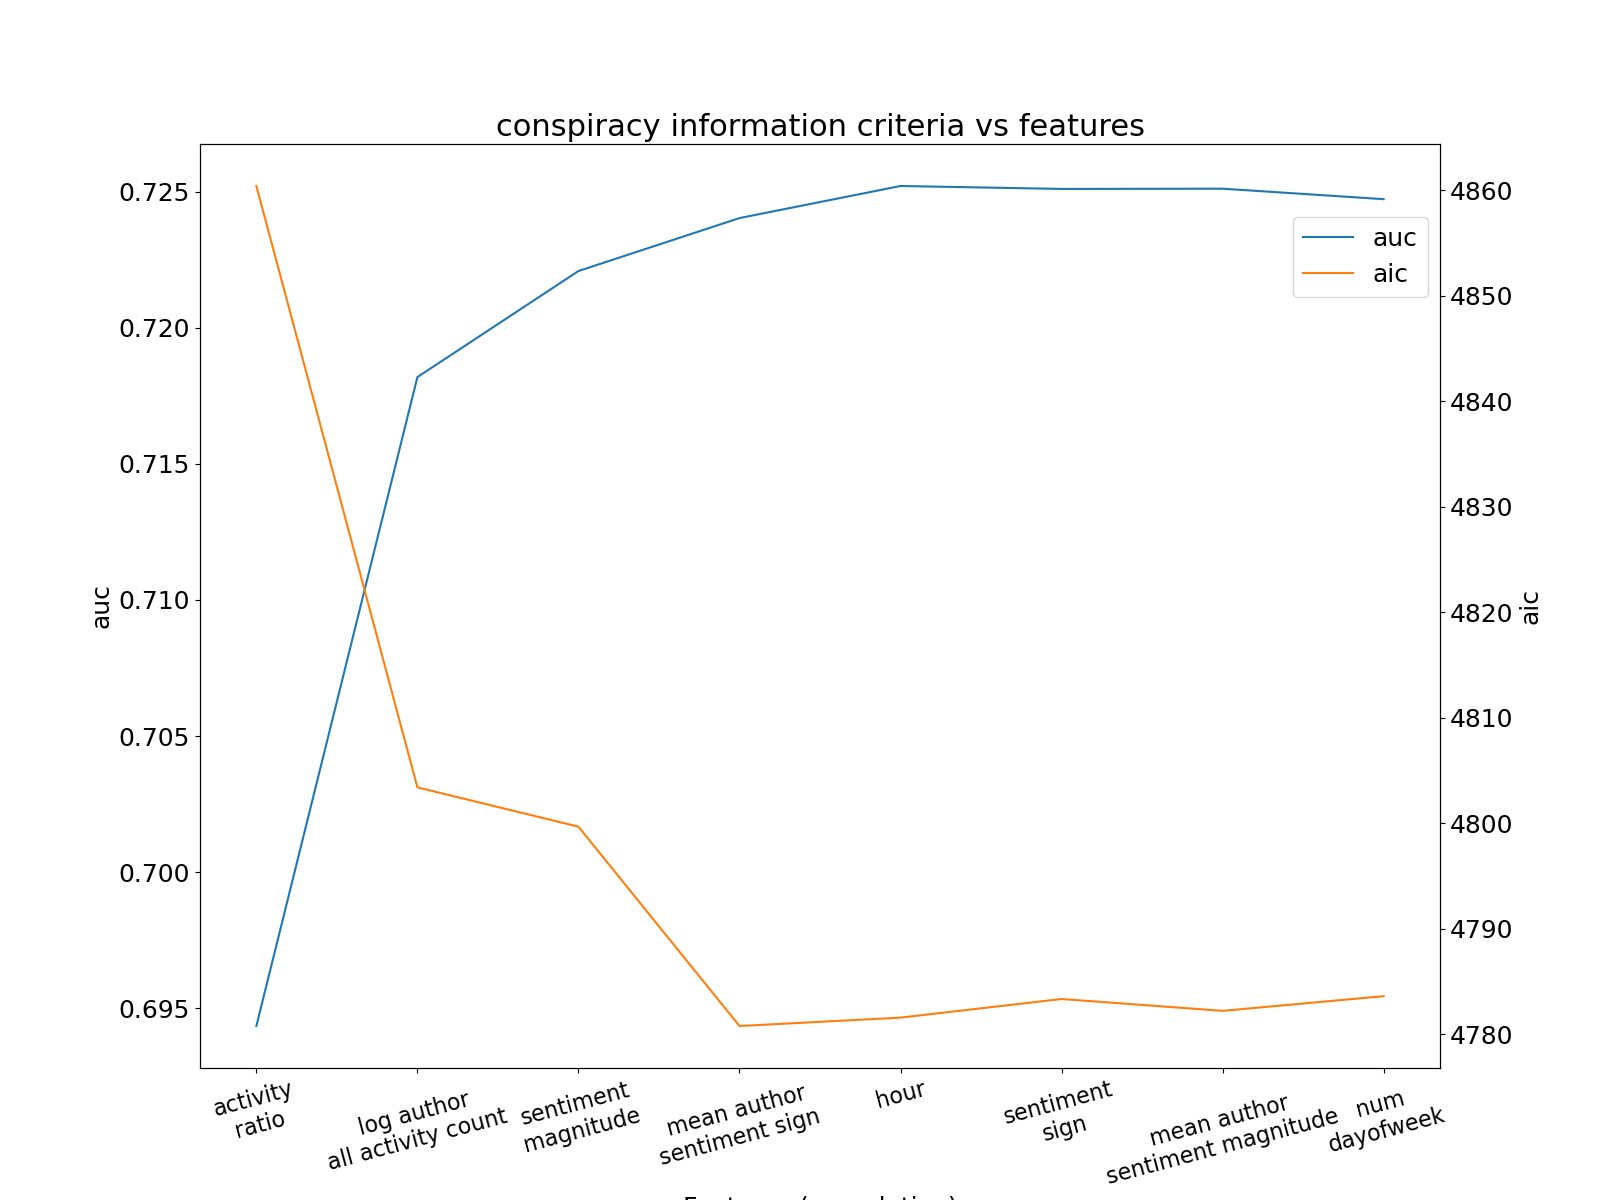 conspiracy information criteria vs features
0.725
0.720
0.715
0.710
0.705
0.700
0.695
auc
4860
4850
4840
4830
4820
4810
4800
4790
4780
aic
auc
aic
activity
ratio
log author
all activity count
sentiment
magnitude
mean author
sentiment sign
hour
sentiment
sign
mean author
sentiment magnitude
num
dayofweek